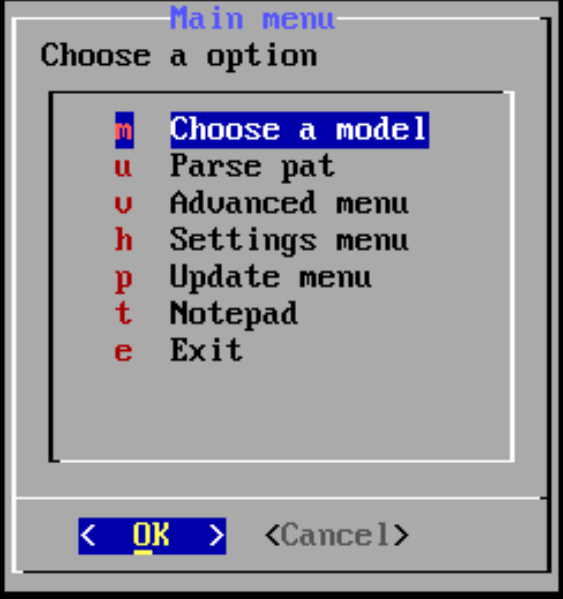 Main menu
Choose a option
m Choose a model
u Parse pat
v Advanced menu
h Settings menu
p Update menu
t Notepad
e Exit
< OK > <Cancel>